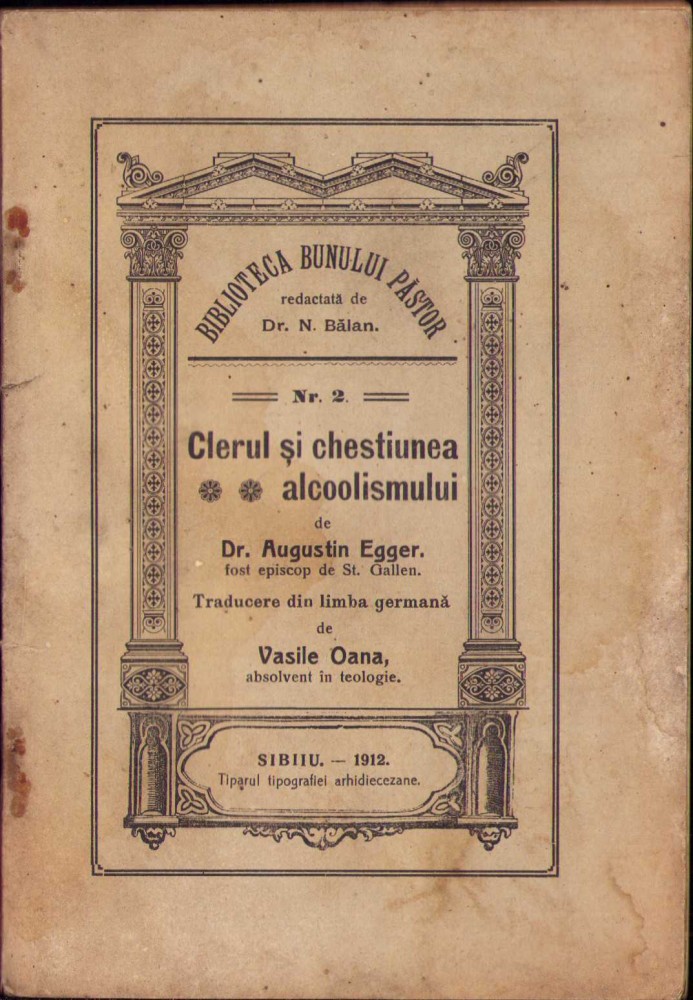 BIBLIOTECA BUNULUI PĂSTOR
redactată de
Dr. N. Bălan.
Nr. 2.
Clerul și chestiunea
alcoolismului
de
Dr. Augustin Egger.
fost episcop de St. Gallen.
Traducere din limba germană
de
Vasile Oana,
absolvent în teologie.
SIBIIU. — 1912.
Tiparul tipografiei arhidiecezane.